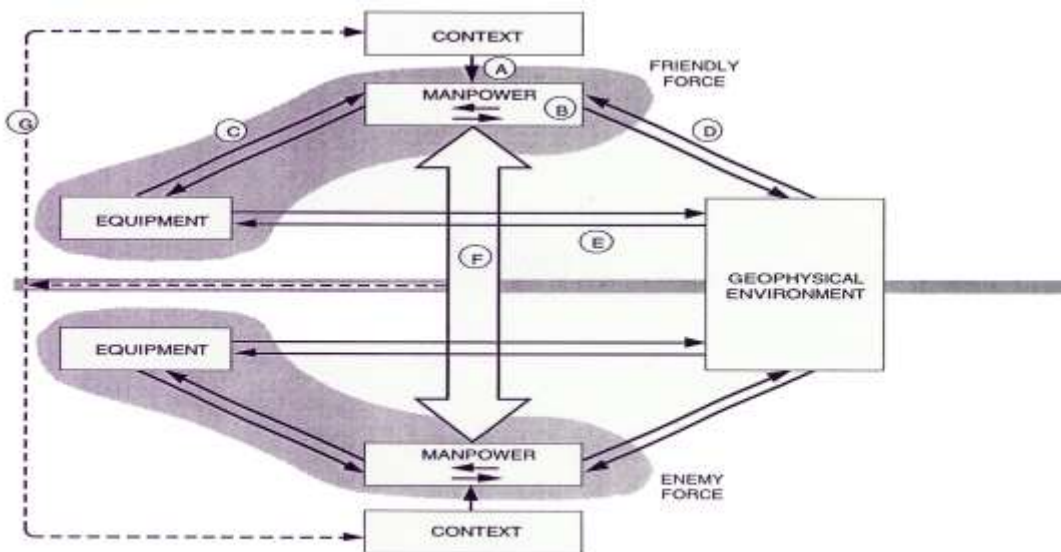 CONTEXT
A
FRIENDLY
FORCE
MANPOWER
B
G
C
D
EQUIPMENT
E
F
GEOPHYSICAL
ENVIRONMENT
EQUIPMENT
MANPOWER
ENEMY
FORCE
CONTEXT